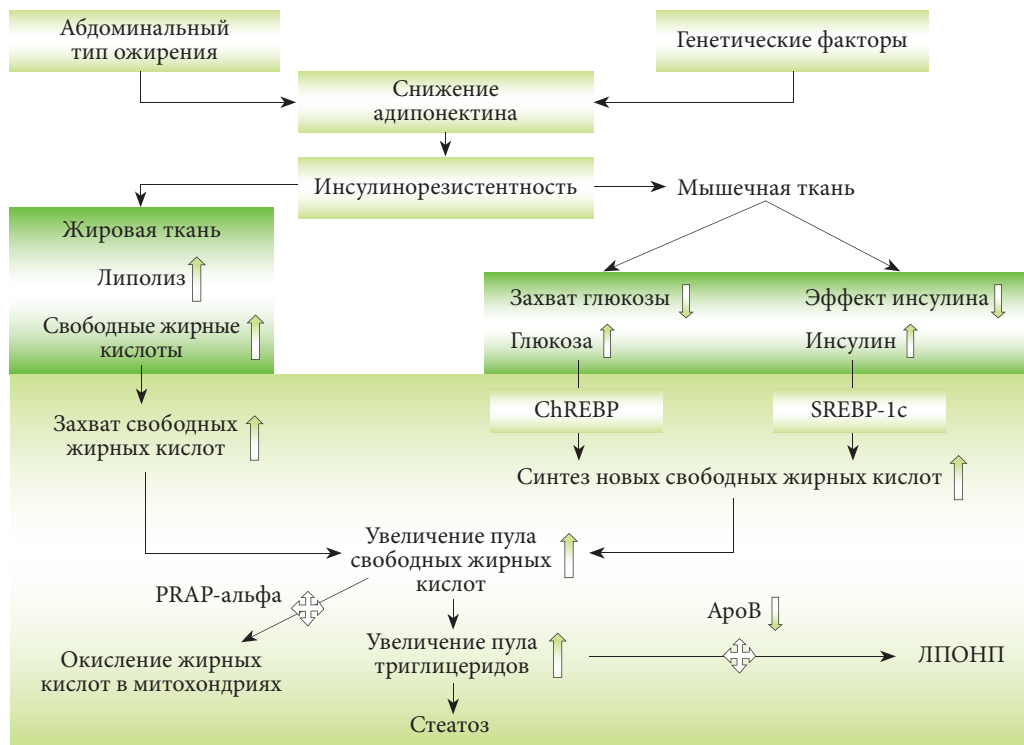 Абдоминальный
тип ожирения
Генетические факторы
Снижение
адипонектина
Инсулинорезистентность
Мышечная ткань
Жировая ткань
Липолиз
Свободные жирные
кислоты
Захват глюкозы
Эффект инсулина
Глюкоза
Инсулин
ChREBP
SREBP-1c
Захват свободных
жирных кислот
Синтез новых свободных жирных кислот
Увеличение пула
свободных жирных
кислот
PRAP-альфа
АроВ
Увеличение пула
триглицеридов
ЛПОНП
Окисление жирных
кислот в митохондриях
Стеатоз